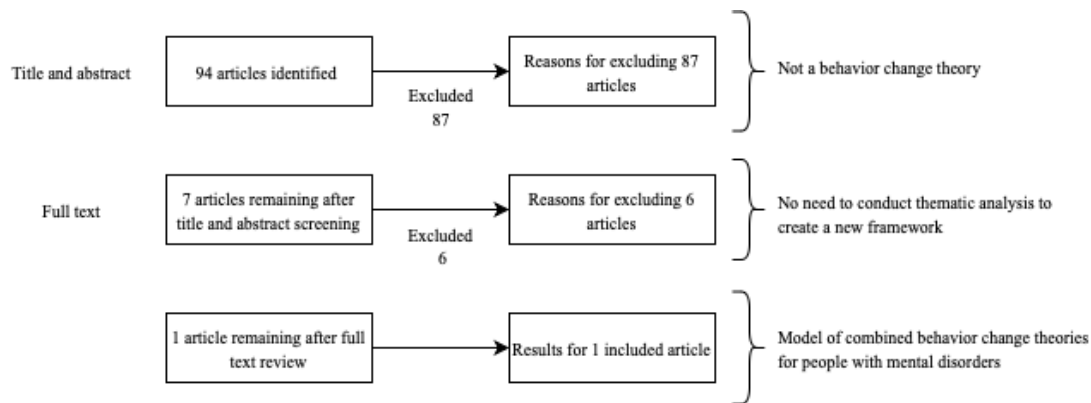 Title and abstract
94 articles identified
Excluded
87
Reasons for excluding 87
articles
Not a behavior change theory
Full text
7 articles remaining after
title and abstract screening
Excluded
6
Reasons for excluding 6
articles
No need to conduct thematic analysis to
create a new framework
1 article remaining after full
text review
Results for 1 included article
Model of combined behavior change theories
for people with mental disorders